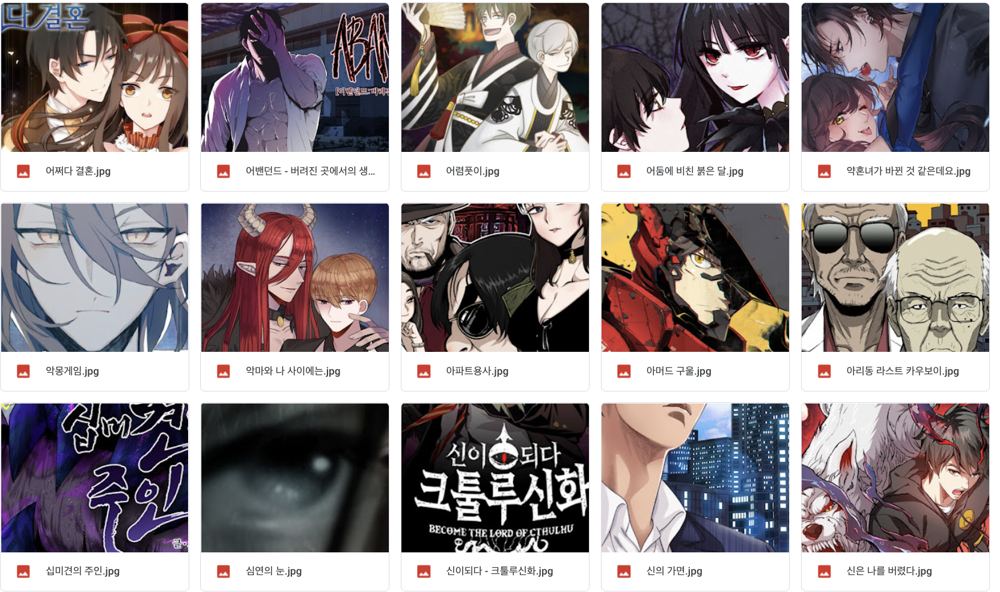 다 결혼
ABAN
[어밴던드:버려진
어쩌다 결혼.jpg
어밴던드 - 버려진 곳에서의 생...
어렴풋이.jpg
어둠에 비친 붉은 달.jpg
약혼녀가 바뀐 것 같은데요.jpg
악몽게임.jpg
악마와 나 사이에는.jpg
아파트용사.jpg
아머드 구울.jpg
아리동 라스트 카우보이.jpg
십미견
주인
글
신이되다
크툴루신화
BECOME THE LORD OF CTHULHU
십미견의 주인.jpg
심연의 눈.jpg
신이되다 - 크툴루신화.jpg
신의 가면.jpg
신은 나를 버렸다.jpg